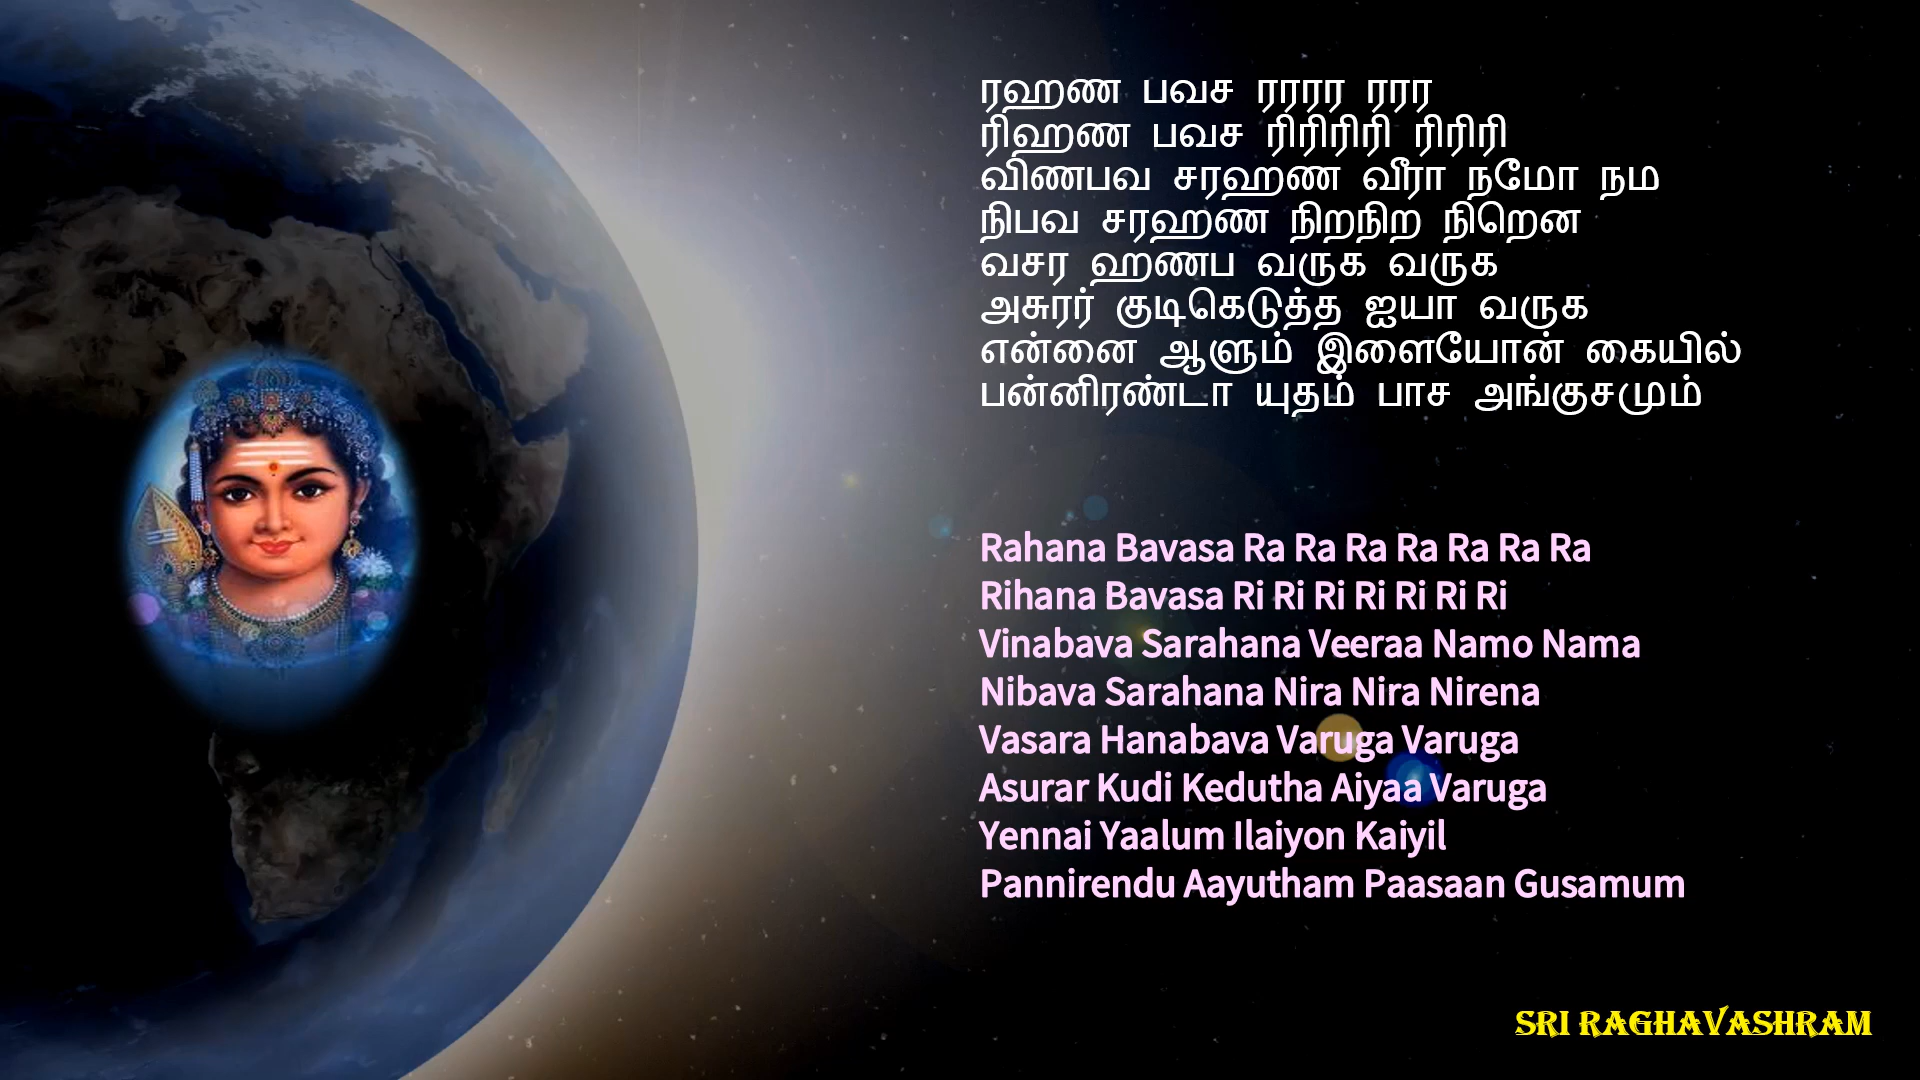 ரஹண பவச ரரரர ரரர
ரிஹண பவச ரிரிரிரி ரிரிரி
விணபவ சரஹண வீரா நமோ நம
நிபவ சரஹண நிறநிற நிறென
வசர ஹணப வருக வருக
அசுரர் குடிகெடுத்த ஐயா வருக
என்னை ஆளும் இளையோன் கையில்
பன்னிரண்டா யுதம் பாச அங்குசமும்
Rahana Bavasa Ra Ra Ra Ra Ra Ra Ra
Rihana Bavasa Ri Ri Ri Ri Ri Ri Ri
Vinabava Sarahana Veeraa Namo Nama
Nibava Sarahana Nira Nira Nirena
Vasara Hanabava Varuga Varuga
Asurar Kudi Kedutha Aiyaa Varuga
Yennai Yaalum Ilaiyon Kaiyil
Pannirendu Aayutham Paasaan Gusamum
SRI RAGHAVASHRAM